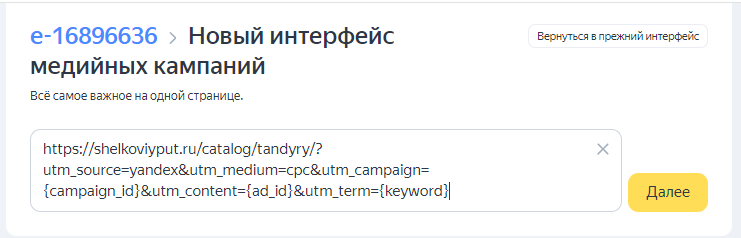 e-16896636 > Новый интерфейс
медийных кампаний
Вернуться в прежний интерфейс
Всё самое важное на одной странице.
https://shelkoviyput.ru/catalog/tandyry/?
utm_source=yandex&utm_medium=cpc&utm_campaign=
{campaign_id}&utm_content={ad_id}&utm_term={keyword}
Далее